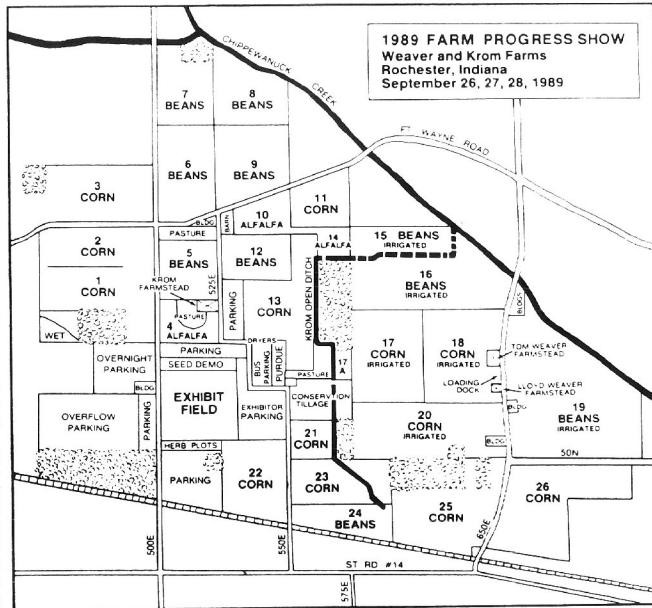 1989 FARM PROGRESS SHOW
Weaver and Krom Farms
Rochester, Indiana
September 26, 27, 28, 1989
CHIPPEWANUCK
CREEK
FT. WAYNE ROAD
7
BEANS
8
BEANS
6
BEANS
9
BEANS
3
CORN
11
CORN
BLDG
BARN
10
ALFALFA
PASTURE
14
ALFALFA
15 BEANS
IRRIGATED
2
CORN
5
BEANS
12
BEANS
16
BEANS
IRRIGATED
KROM
FARMSTEAD
525E
1
CORN
13
CORN
KROM OPEN DITCH
BLDG
PASTURE
PARKING
4
ALFALFA
WET
17
CORN
IRRIGATED
18
CORN
IRRIGATED
TOM WEAVER
FARMSTEAD
DRYERS
PARKING
SEED DEMO
BUS
PARKING
PURDUE
17
A
OVERNIGHT
PARKING
PASTURE
LOADING
DOCK
LLOYD WEAVER
FARMSTEAD
BLDG
CONSERVTION
TILLAGE
EXHIBIT
FIELD
EXHIBITOR
PARKING
OVERFLOW
PARKING
PARKING
BLDG
19
BEANS
IRRIGATED
20
CORN
IRRIGATED
21
CORN
BLDG
HERB PLOTS
50N
PARKING
22
CORN
23
CORN
26
CORN
25
CORN
24
BEANS
500E
550E
650E
ST RD #14
575E